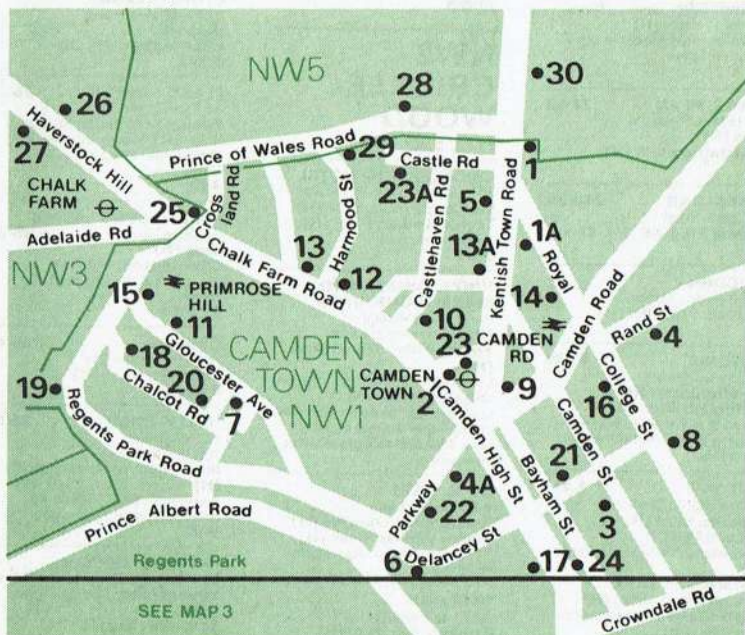 NW5
28
30
26
27
Haverstock Hill
Prince of Wales Road
29
Castle Rd
23A
1
CHALK
FARM
25
Crogs
land Rd
Harmood St
Castlehaven Rd
5
Kentish Town Road
Adelaide Rd
Chalk Farm Road
13
13A
1A
Royal
NW3
15
PRIMROSE
HILL
12
14
Camden Road
11
10
CAMDEN
RD
Rand St
4
18
Gloucester Ave
CAMDEN
TOWN
NW1
23
CAMDEN
TOWN
2
9
19
20
Chalcot Rd
7
16
College St
Regents Park Road
Camden High St
Camden St
8
Parkway
4A
21
Bayham St
3
22
Prince Albert Road
Delancey St
Regents Park
6
17
24
SEE MAP 3
Crowndale Rd